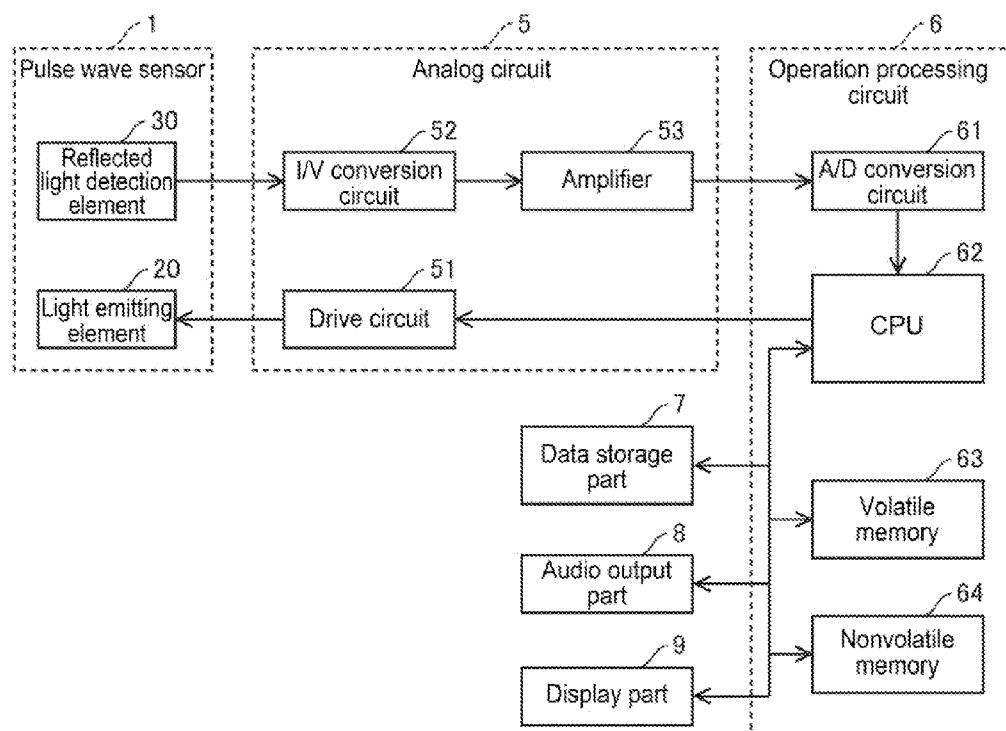 1
5
6
Pulse wave sensor
Analog circuit
Operation processing
circuit
30
Reflected
light detection
element
52
I/V conversion
circuit
53
Amplifier
61
A/D conversion
circuit
20
Light emitting
element
51
Drive circuit
62
CPU
7
Data storage
part
63
Volatile
memory
8
Audio output
part
64
Nonvolatile
memory
9
Display part